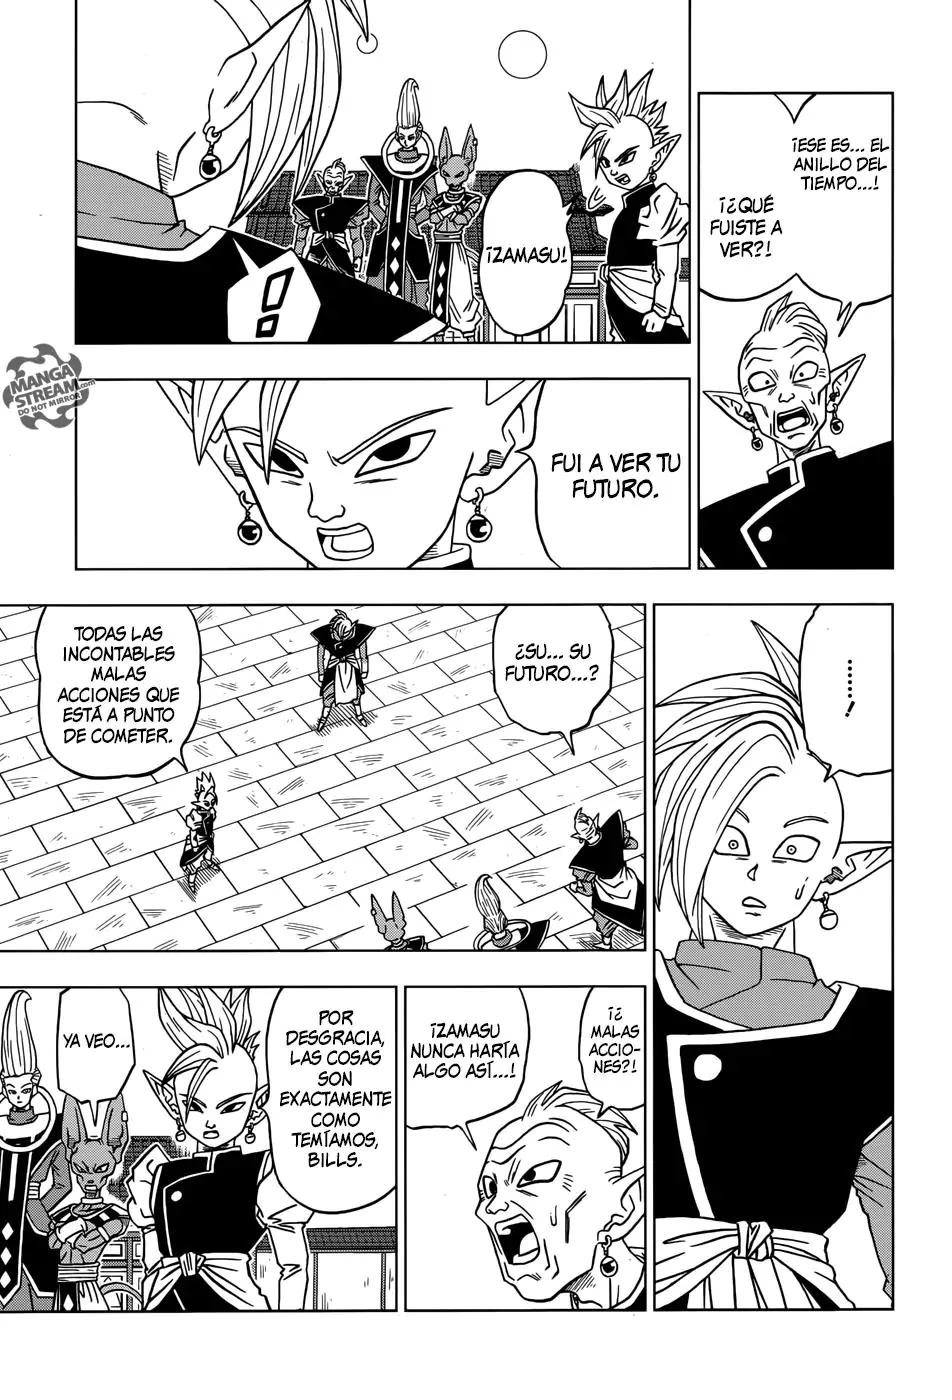 ¡ESE ES... EL
ANILLO DEL
TIEMPO...!
¡¿QUÉ
FUISTE A
VER?!
¡ZAMASU!
!
FUI A VER TU
FUTURO.
MANGA
STREAM.com
DO NOT MIRROR
......
¿SU... SU
FUTURO...?
TODAS LAS
INCONTABLES
MALAS
ACCIONES QUE
ESTÁ A PUNTO
DE COMETER.
¡¿
MALAS
ACCIO-
NES?!
¡ZAMASU
NUNCA HARÍA
ALGO ASÍ...!
POR
DESGRACIA,
LAS COSAS
SON
EXACTAMENTE
COMO
TEMÍAMOS,
BILLS.
YA VEO...